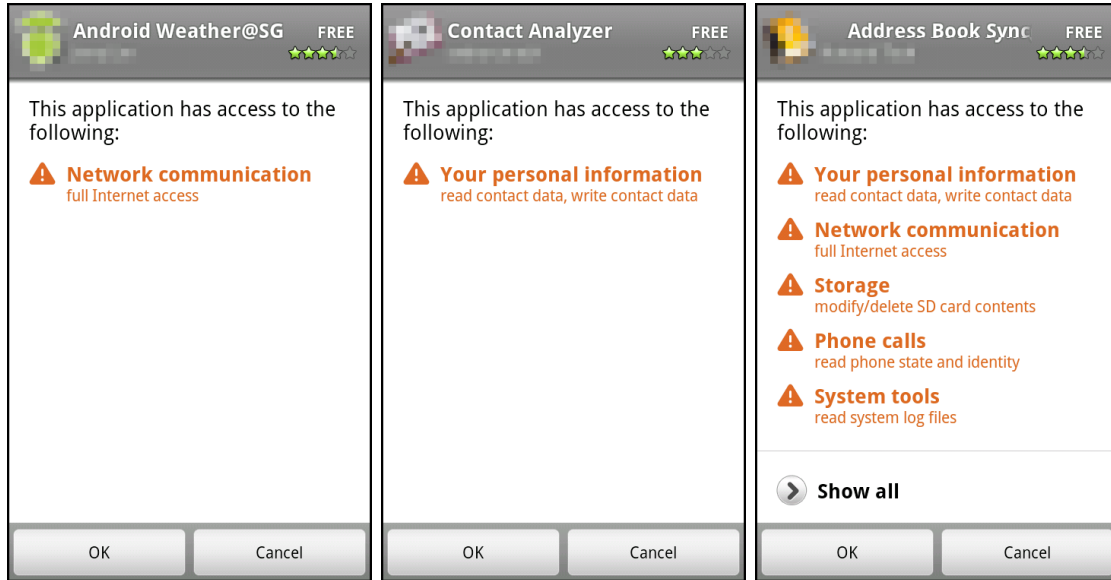 Android Weather@SG
FREE
This application has access to the
following:
Network communication
full Internet access
OK
Cancel
Contact Analyzer
FREE
This application has access to the
following:
Your personal information
read contact data, write contact data
OK
Cancel
Address Book Sync
FREE
This application has access to the
following:
Your personal information
read contact data, write contact data
Network communication
full Internet access
Storage
modify/delete SD card contents
Phone calls
read phone state and identity
System tools
read system log files
Show all
OK
Cancel